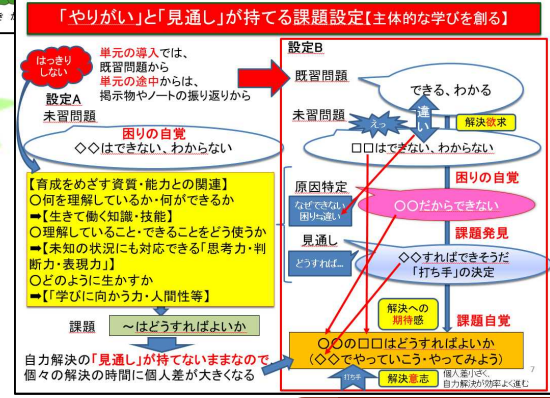 「やりがい」と「見通し」が持てる課題設定【主体的な学びを創る】
はっきり
しない
単元の導入では、
既習問題から
単元の途中からは、
掲示物やノートの振り返りから
設定A
未習問題
困りの自覚
◇◇はできない、わからない
【育成をめざす資質・能力との関連】
○何を理解しているか・何ができるか
➡【生きて働く知識・技能】
○理解していること・できることをどう使うか
➡【未知の状況にも対応できる「思考力・判
断力・表現力」】
○どのように生かすか
➡【「学びに向かう力・人間性等】
課題
～はどうすればよいか
自力解決の「見通し」が持てないままなので、
個々の解決の時間に個人差が大きくなる
設定B
既習問題
できる、わかる
違い
未習問題
えっ
解決欲求
□□はできない、わからない
困りの自覚
原因特定
なぜできない
困り⇆違い
○○だからできない
課題発見
見通し
どうすれば…
◇◇すればできそうだ
「打ち手」の決定
解決への
期待感
課題自覚
○○の□□はどうすればよいか
(◇◇でやっていこう・やってみよう)
打ち手
解決意志
個人差小さく、
自力解決が効率よく進む
7